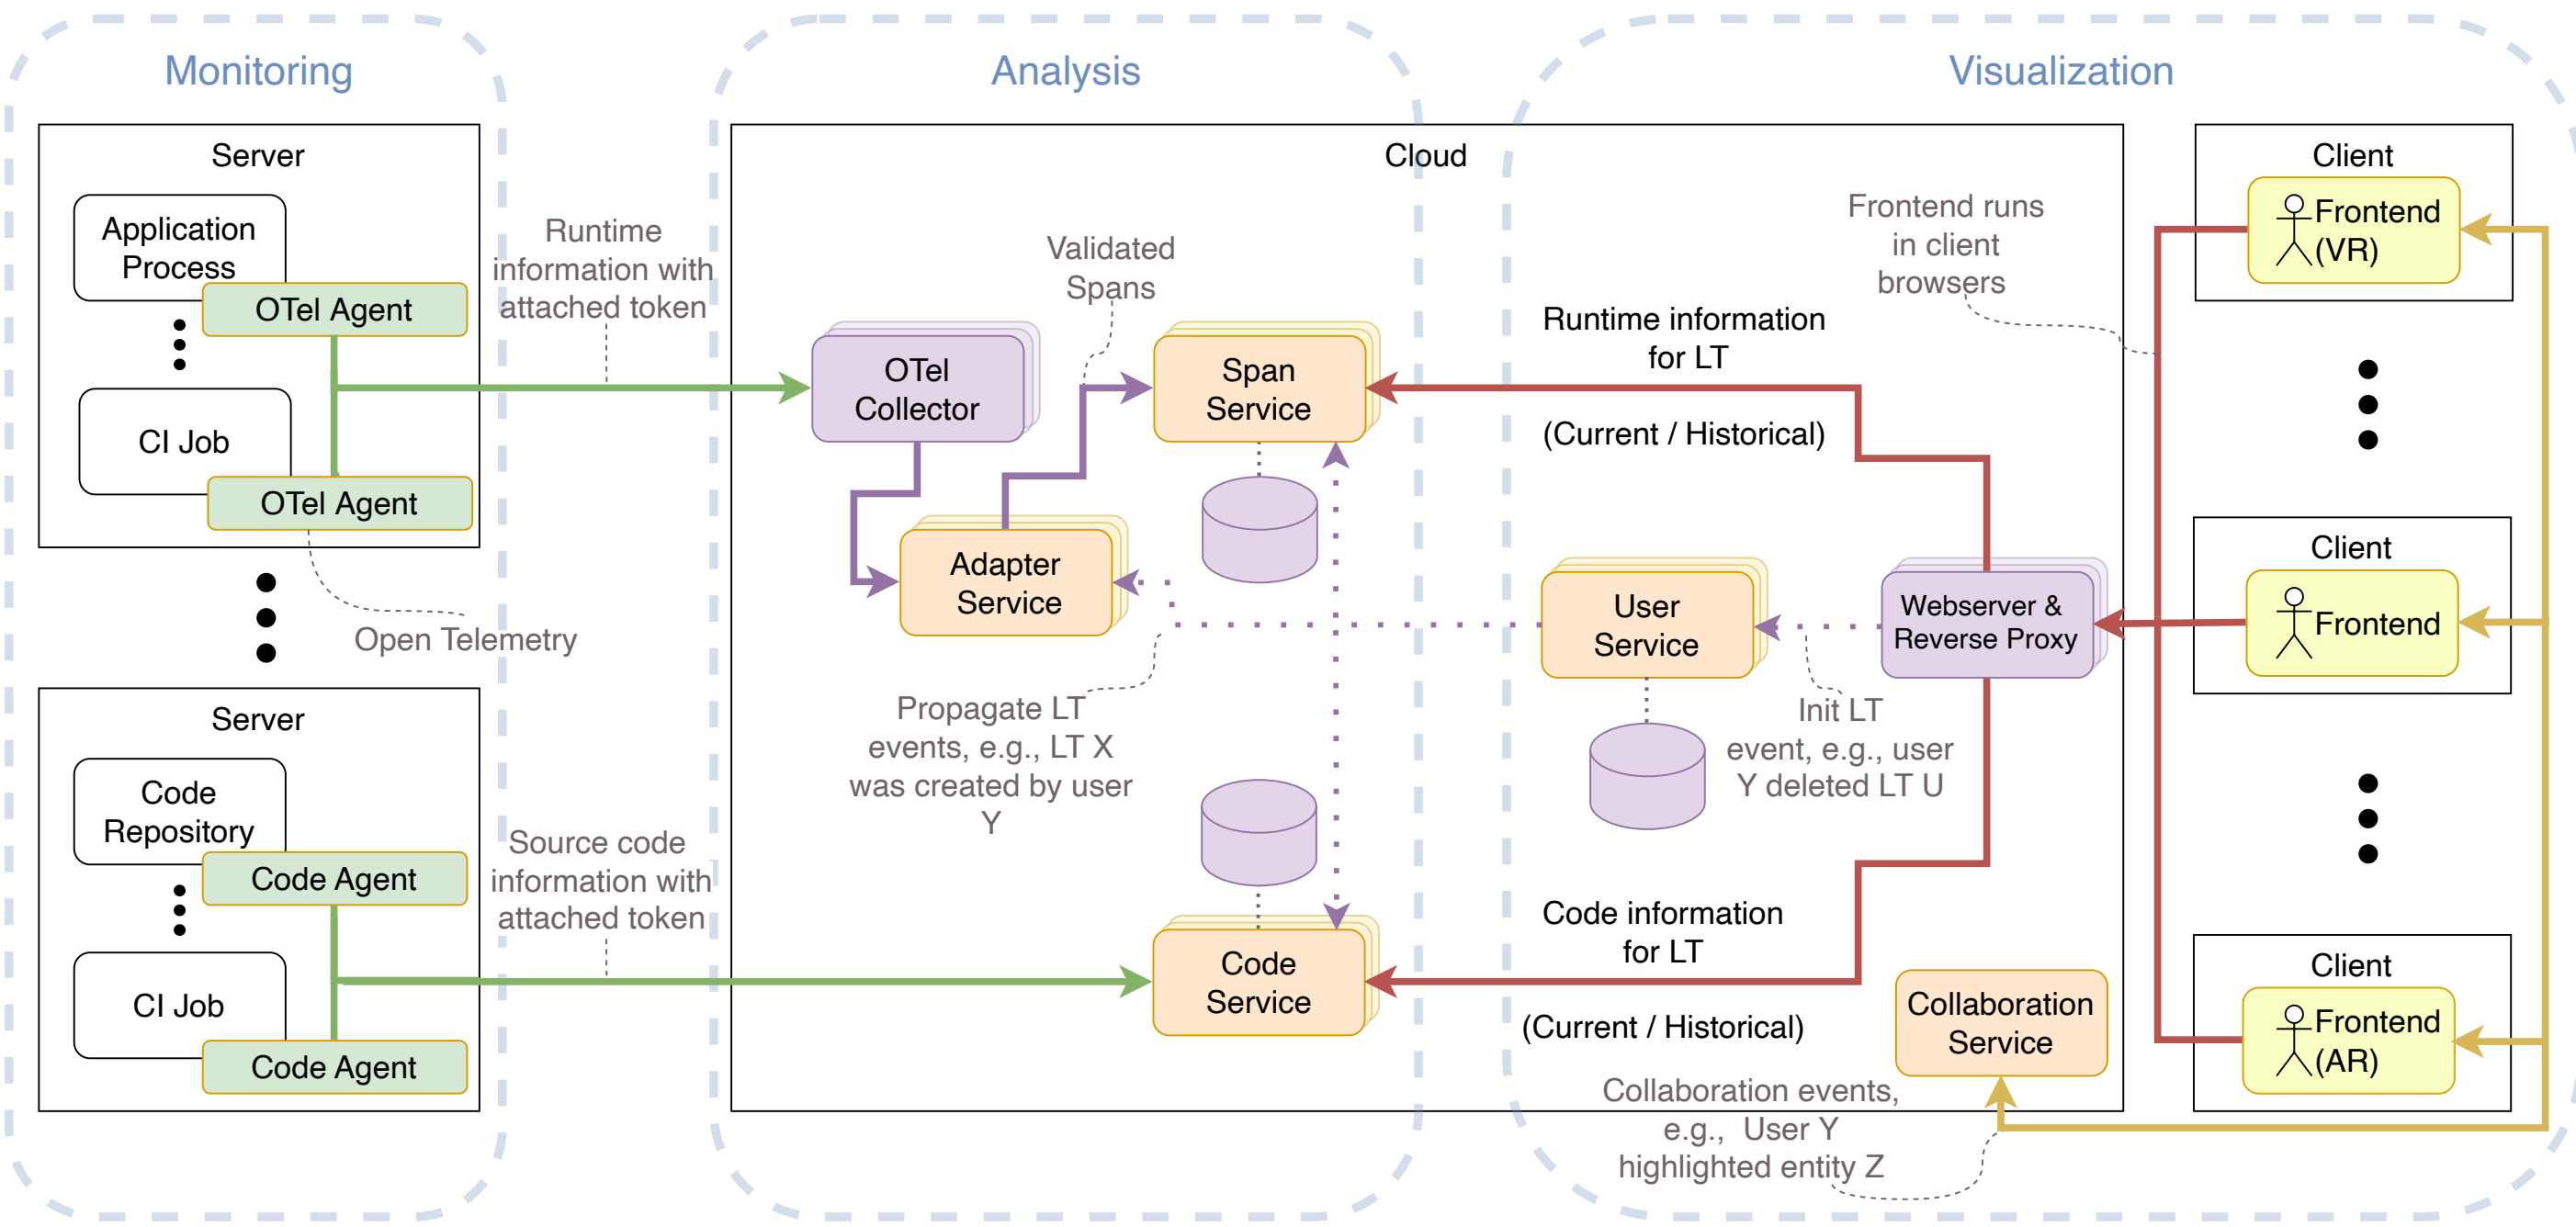 Monitoring
Analysis
Visualization
Server
Application
Process
OTel Agent
CI Job
OTel Agent
Open Telemetry
Server
Code
Repository
Code Agent
CI Job
Code Agent
Runtime
information with
attached token
Source code
information with
attached token
Cloud
OTel
Collector
Validated
Spans
Span
Service
Adapter
Service
Propagate LT
events, e.g., LT X
was created by user
Y
Code
Service
Runtime information
for LT
(Current / Historical)
User
Service
Webserver &
Reverse Proxy
Init LT
event, e.g., user
Y deleted LT U
Code information
for LT
(Current / Historical)
Collaboration
Service
Collaboration events,
e.g., User Y
highlighted entity Z
Frontend runs
in client
browsers
Client
Frontend
(VR)
Client
Frontend
Client
Frontend
(AR)